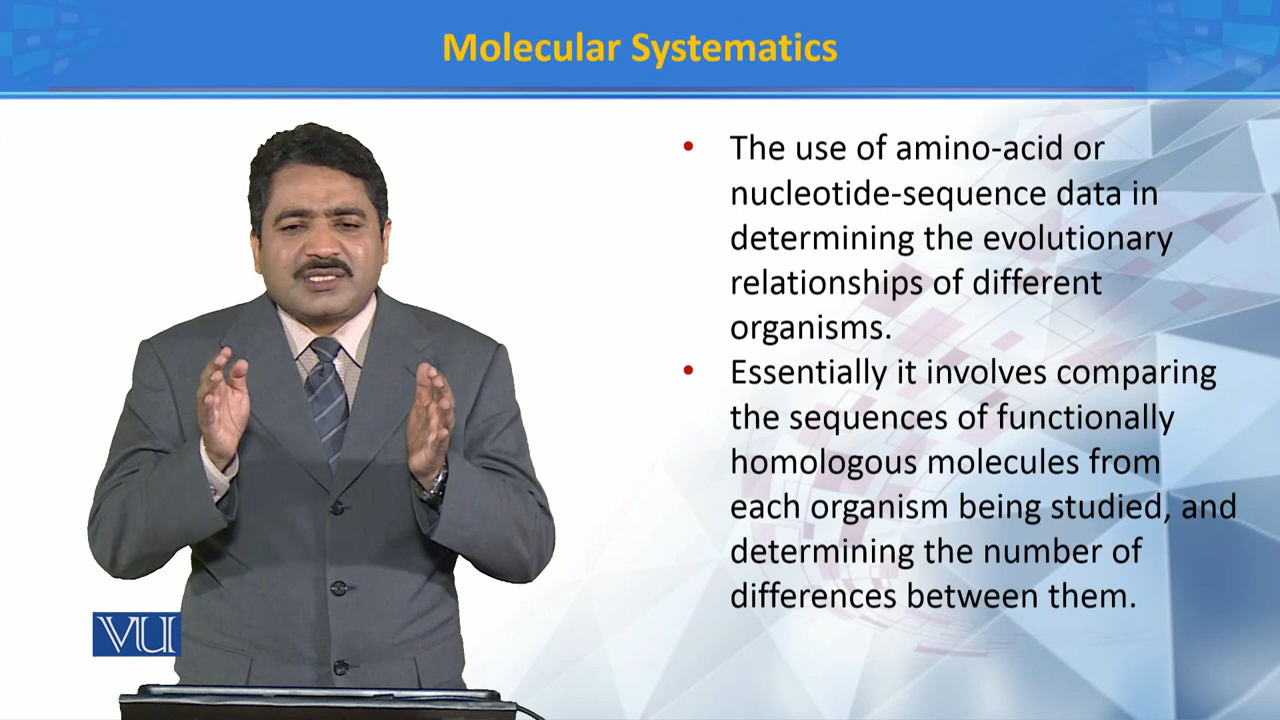 Molecular Systematics
• The use of amino-acid or
nucleotide-sequence data in
determining the evolutionary
relationships of different
organisms.
• Essentially it involves comparing
the sequences of functionally
homologous molecules from
each organism being studied, and
determining the number of
differences between them.
VU